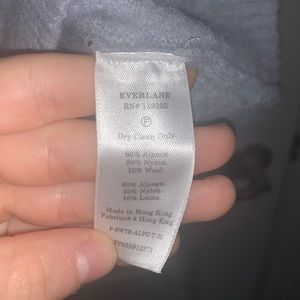 EVERLANE
RN# 139393
P
Dry Clean Only
60% Alpaca.
30% Nylon.
10% Wool.
60% Alpaga.
30% Nylon.
10% Laine.
Made in Hong Kong
Fabriqué à Hong Kong